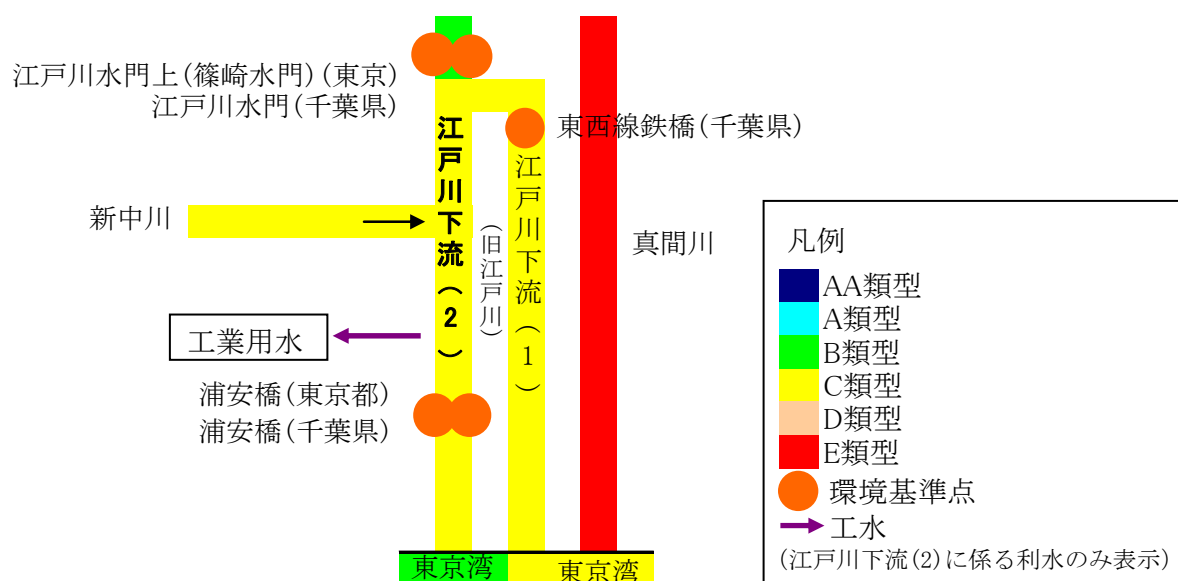 江戸川水門上(篠崎水門)(東京)
江戸川水門(千葉県)
東西線鉄橋(千葉県)
江戸川下流(2)
(旧江戸川)
江戸川下流(1)
新中川
真間川
工業用水
浦安橋(東京都)
浦安橋(千葉県)
東京湾
東京湾
凡例
AA類型
A類型
B類型
C類型
D類型
E類型
環境基準点
工水
(江戸川下流(2)に係る利水のみ表示)